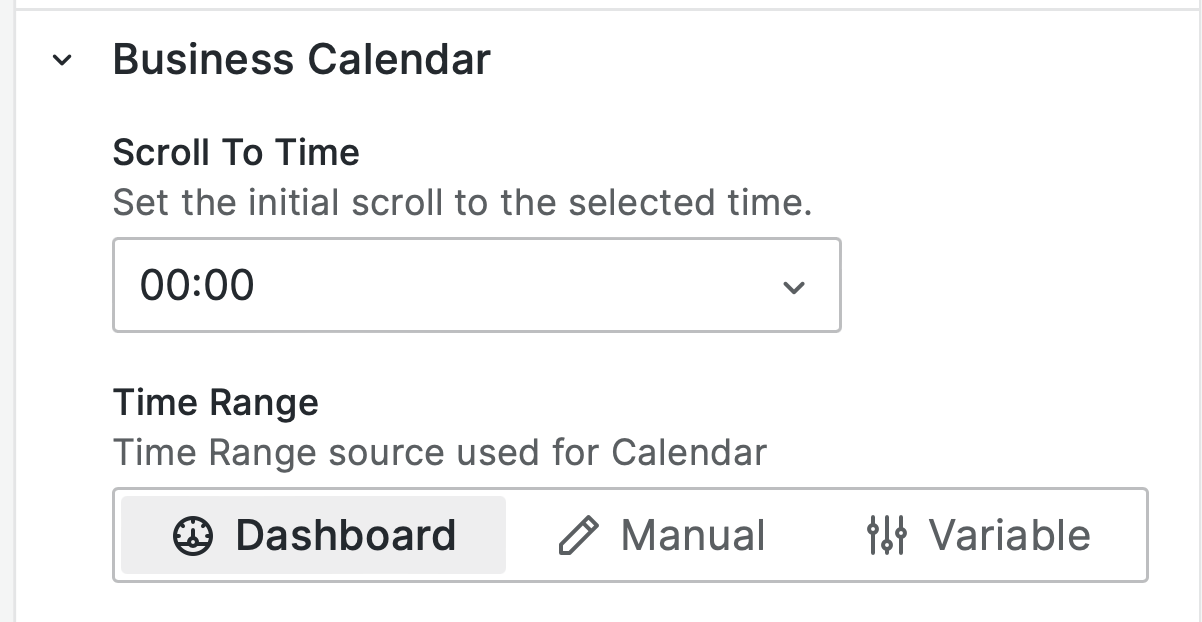 Business Calendar
Scroll To Time
Set the initial scroll to the selected time.
00:00
Time Range
Time Range source used for Calendar
Dashboard Manual Variable